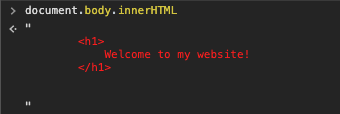 > document.body.innerHTML
<· "
<h1>
Welcome to my website!
</h1>
"